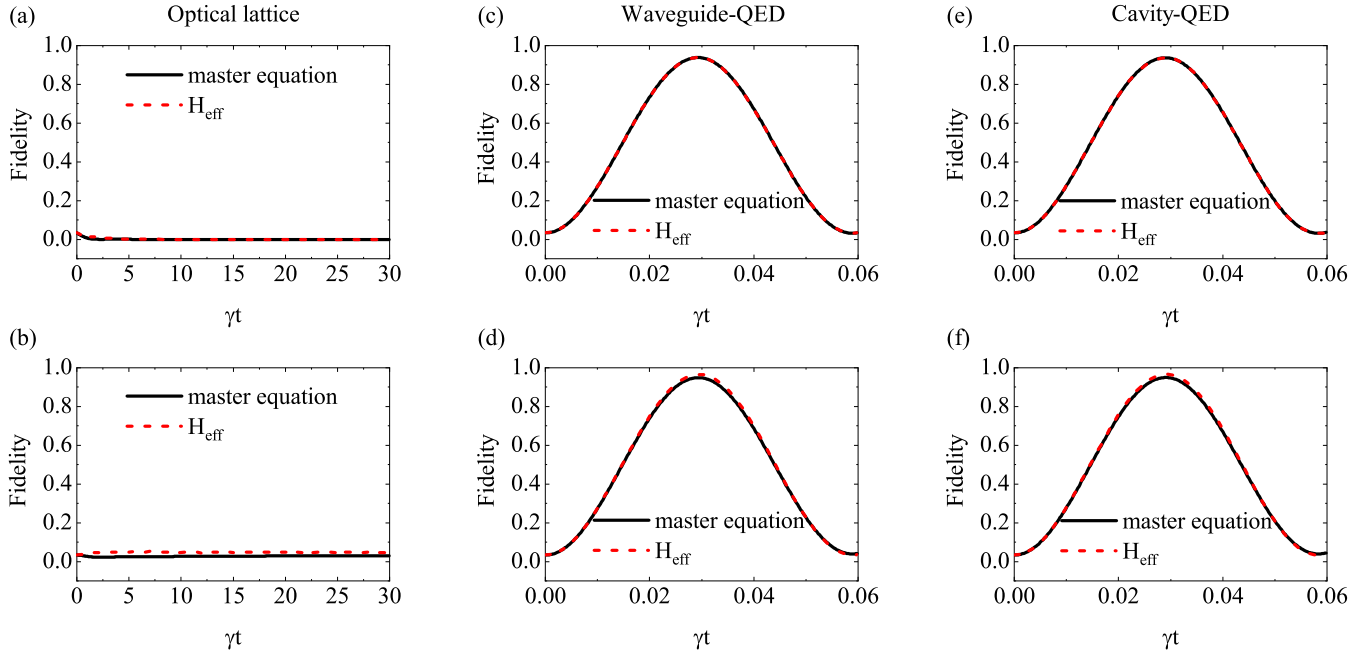 (a) Optical lattice
1.0
0.8
0.6
0.4
0.2
0.0
Fidelity
master equation
H_eff
0 5 10 15 20 25 30
γt
(c) Waveguide-QED
1.0
0.8
0.6
0.4
0.2
0.0
Fidelity
master equation
H_eff
0.00 0.02 0.04 0.06
γt
(e) Cavity-QED
1.0
0.8
0.6
0.4
0.2
0.0
Fidelity
master equation
H_eff
0.00 0.02 0.04 0.06
γt
(b)
1.0
0.8
0.6
0.4
0.2
0.0
Fidelity
master equation
H_eff
0 5 10 15 20 25 30
γt
(d)
1.0
0.8
0.6
0.4
0.2
0.0
Fidelity
master equation
H_eff
0.00 0.02 0.04 0.06
γt
(f)
1.0
0.8
0.6
0.4
0.2
0.0
Fidelity
master equation
H_eff
0.00 0.02 0.04 0.06
γt